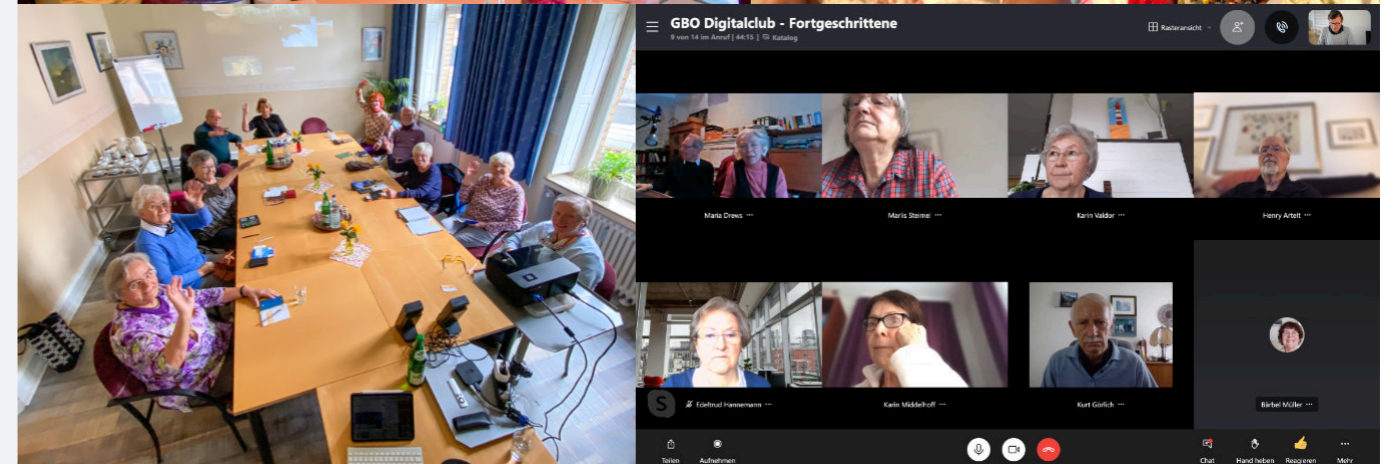 GBO Digitalclub - Fortgeschrittene
9 von 14 im Anruf | 44:15 | Katalog
Rasteransicht
Maria Drews ···
Marlis Steimel ···
Karin Valdor ···
Henry Artelt ···
S
Edeltrud Hannemann ···
Karin Middelhoff ···
Kurt Görlich ···
Bärbel Müller ···
Teilen
Aufnehmen
Chat
Hand heben
Reagieren
Mehr